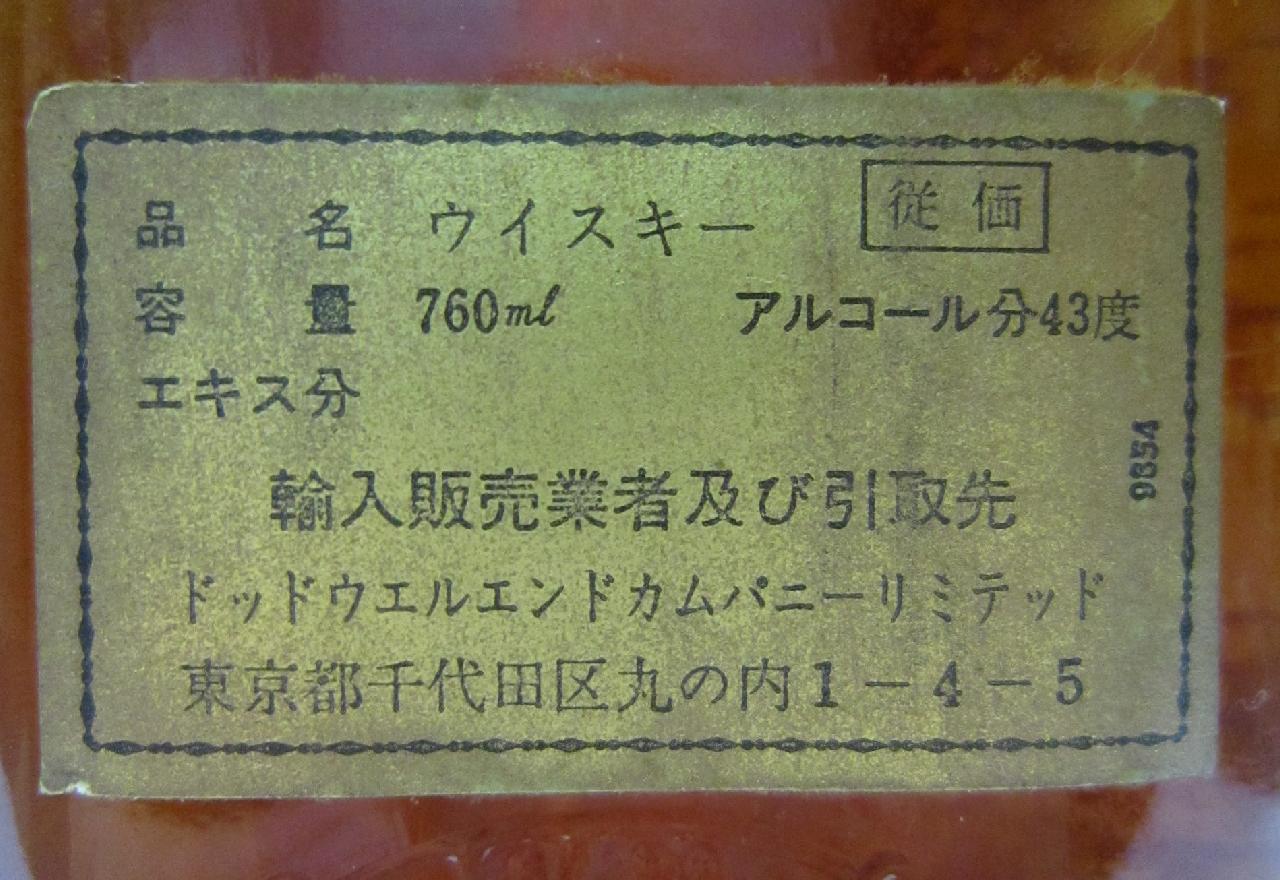 品名 ウイスキー 従価
容量 760ml アルコール分43度
エキス分
9654
輸入販売業者及び引取先
ドッドウエルエンドカムパニーリミテッド
東京都千代田区丸の内1-4-5